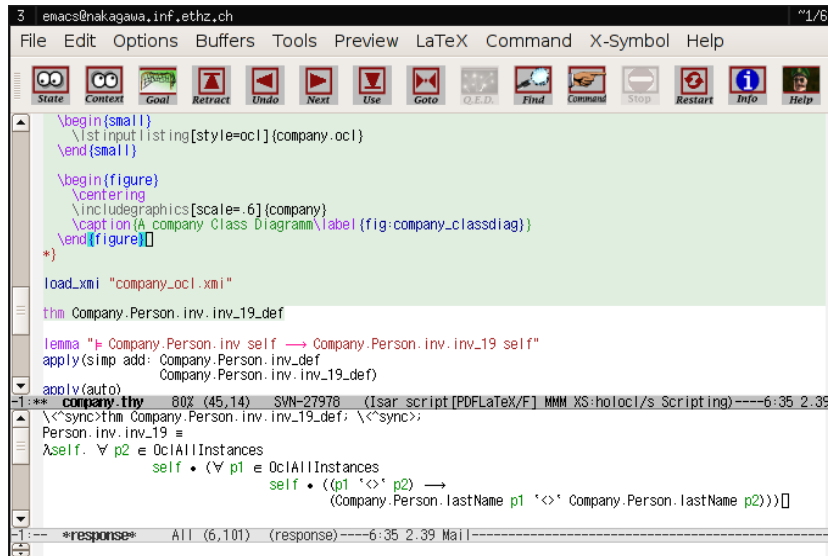 3 emacs@nakagawa.inf.ethz.ch ~1/6
File Edit Options Buffers Tools Preview LaTeX Command X-Symbol Help
State Context Goal Retract Undo Next Use Goto Q.E.D. Find Command Stop Restart Info Help
\begin{small}
\lstinputlisting[style=ocl]{company.ocl}
\end{small}
\begin{figure}
\centering
\includegraphics[scale=.6]{company}
\caption{A company Class Diagramm\label{fig:company_classdiag}}
\end{figure}
*}
load_xmi "company_ocl.xmi"
thm Company.Person.inv.inv_19_def
lemma "⊨ Company.Person.inv self ⟶ Company.Person.inv.inv_19 self"
apply(simp add: Company.Person.inv_def
Company.Person.inv.inv_19_def)
apply(auto)
-1:** company.thy 80% (45,14) SVN-27978 (Isar script[PDFLaTeX/F] MMM XS:holocl/s Scripting)----6:35 2.39
\<^sync>thm Company.Person.inv.inv_19_def; \<^sync>;
Person.inv.inv_19 ≡
λself. ∀ p2 ∈ OclAllInstances
self • (∀ p1 ∈ OclAllInstances
self • ((p1 '<>' p2) ⟶
(Company.Person.lastName p1 '<>' Company.Person.lastName p2)))
-1:-- *response* All (6,101) (response)----6:35 2.39 Mail------------------------------------------------